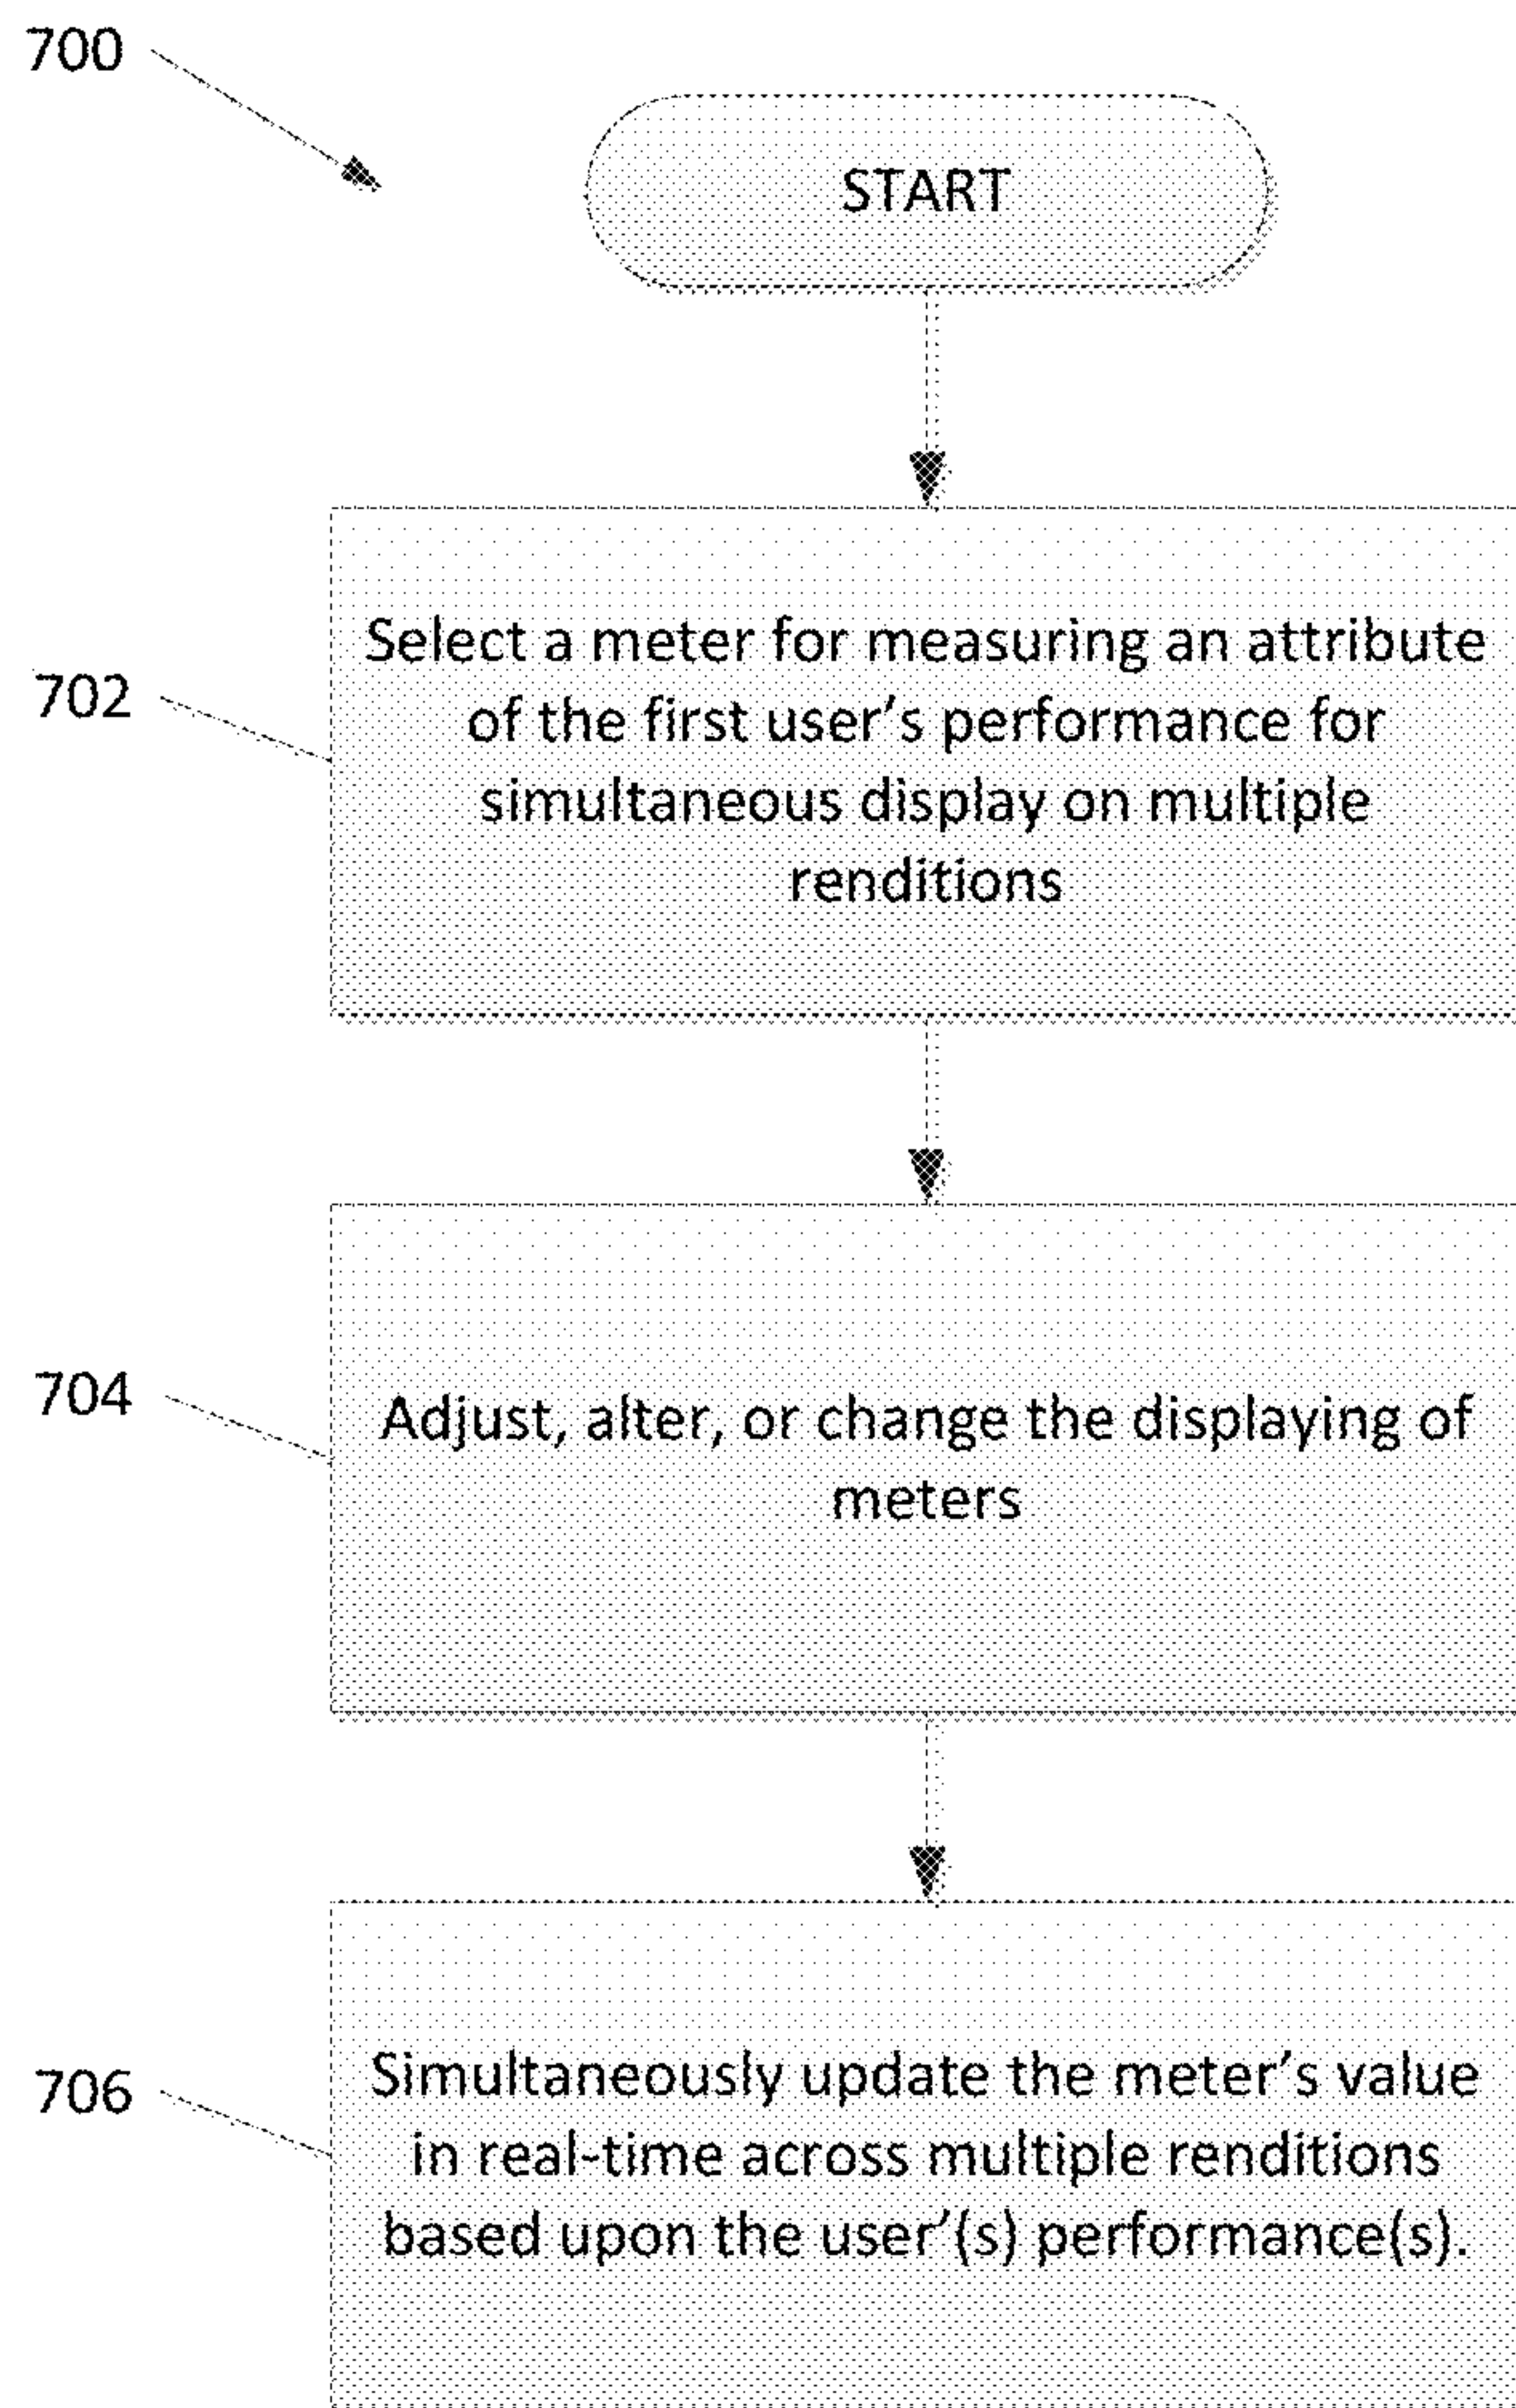 700
START
702
Select a meter for measuring an attribute
of the first user's performance for
simultaneous display on multiple
renditions
704
Adjust, alter, or change the displaying of
meters
706
Simultaneously update the meter's value
in real-time across multiple renditions
based upon the user'(s) performance(s).